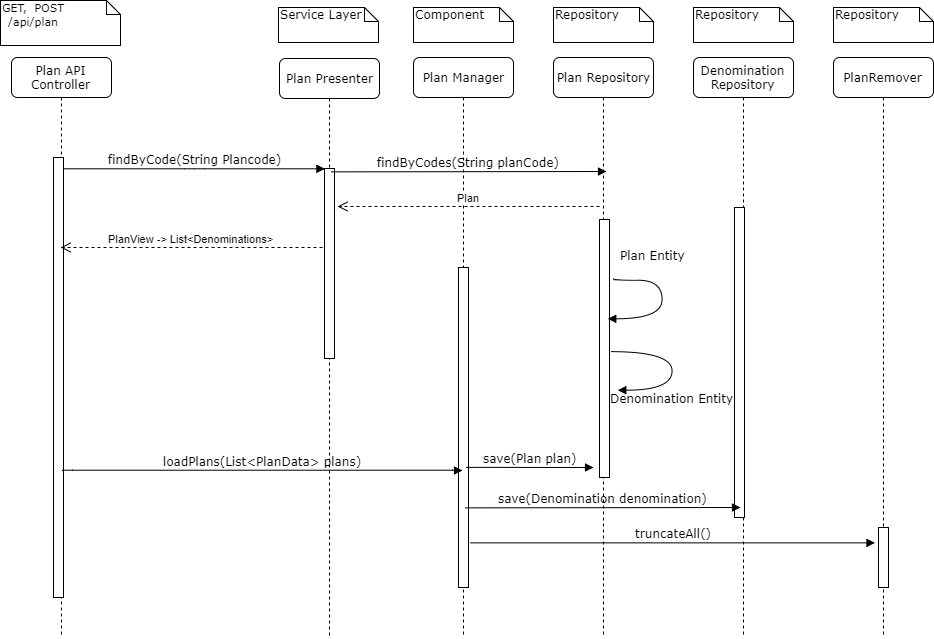 GET, POST
/api/plan
Service Layer
Component
Repository
Repository
Repository
Plan API
Controller
Plan Presenter
Plan Manager
Plan Repository
Denomination
Repository
PlanRemover
findByCode(String Plancode)
findByCodes(String planCode)
Plan
PlanView -> List<Denominations>
Plan Entity
Denomination Entity
loadPlans(List<PlanData> plans)
save(Plan plan)
save(Denomination denomination)
truncateAll()